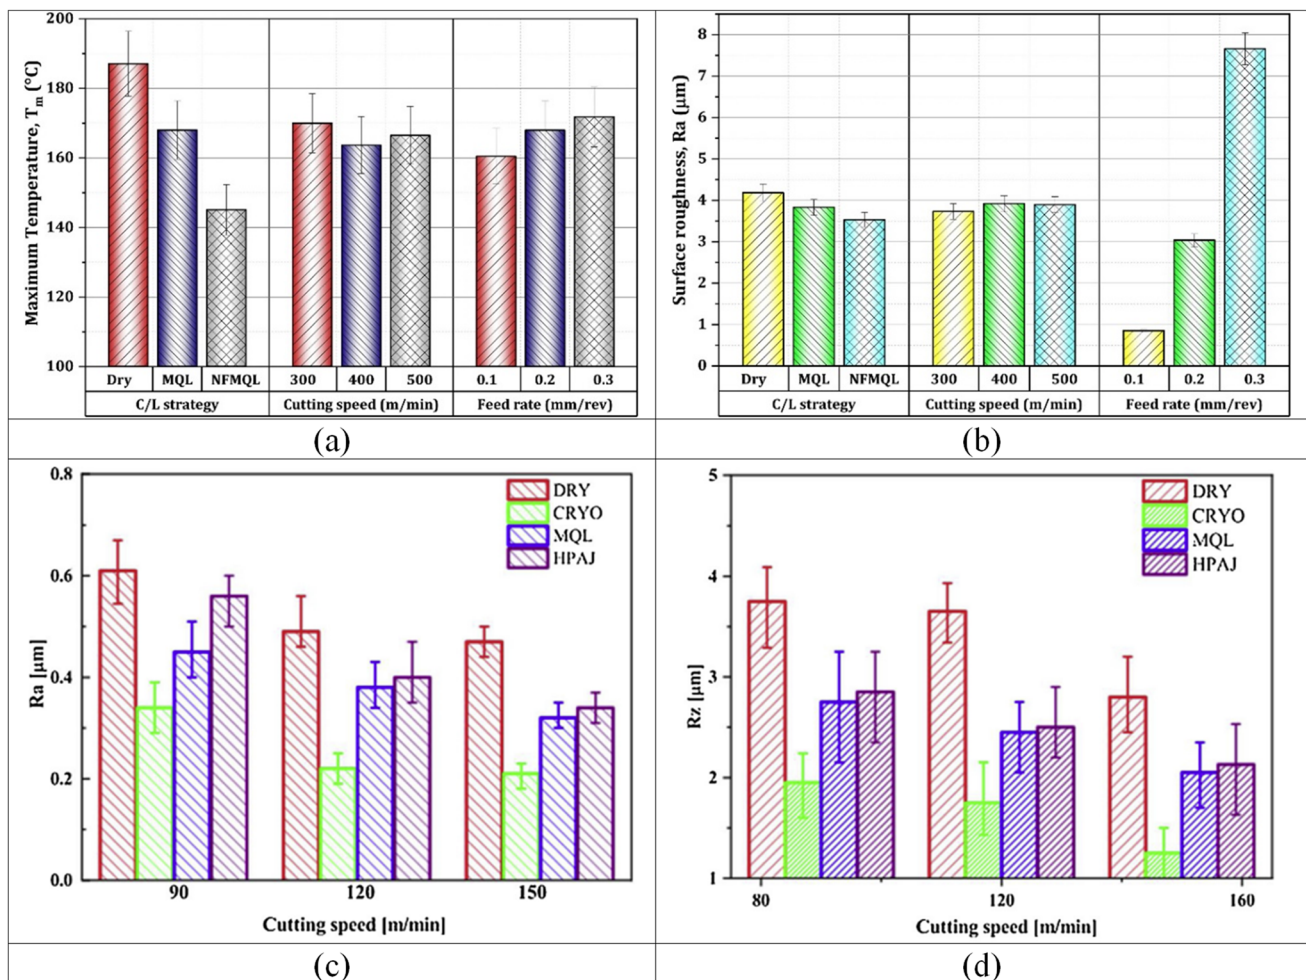 200
180
160
140
120
100
Maximum Temperature, Tm (°C)
Dry MQL NFMQL 300 400 500 0.1 0.2 0.3
C/L strategy Cutting speed (m/min) Feed rate (mm/rev)
(a)
8
7
6
5
4
3
2
1
0
Surface roughness, Ra (μm)
Dry MQL NFMQL 300 400 500 0.1 0.2 0.3
C/L strategy Cutting speed (m/min) Feed rate (mm/rev)
(b)
0.8
0.6
0.4
0.2
0.0
Ra [μm]
DRY
CRYO
MQL
HPAJ
90 120 150
Cutting speed [m/min]
(c)
5
4
3
2
1
Rz [μm]
DRY
CRYO
MQL
HPAJ
80 120 160
Cutting speed [m/min]
(d)